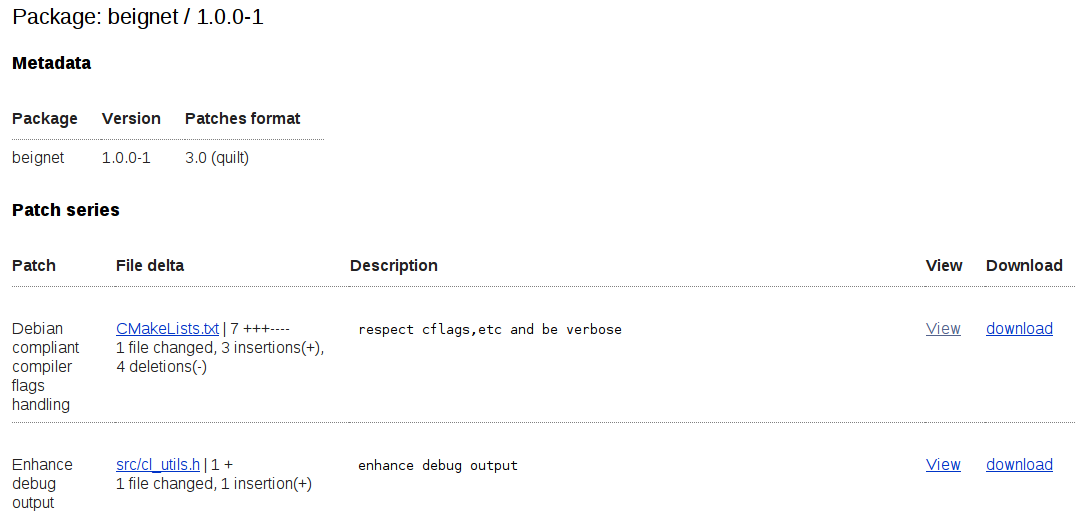 Package: beignet / 1.0.0-1
Metadata
Package Version Patches format
beignet 1.0.0-1 3.0 (quilt)
Patch series
Patch File delta Description View Download
Debian CMakeLists.txt | 7 +++---- respect cflags,etc and be verbose View download
compliant 1 file changed, 3 insertions(+),
compiler 4 deletions(-)
flags
handling
Enhance src/cl_utils.h | 1 + enhance debug output View download
debug 1 file changed, 1 insertion(+)
output